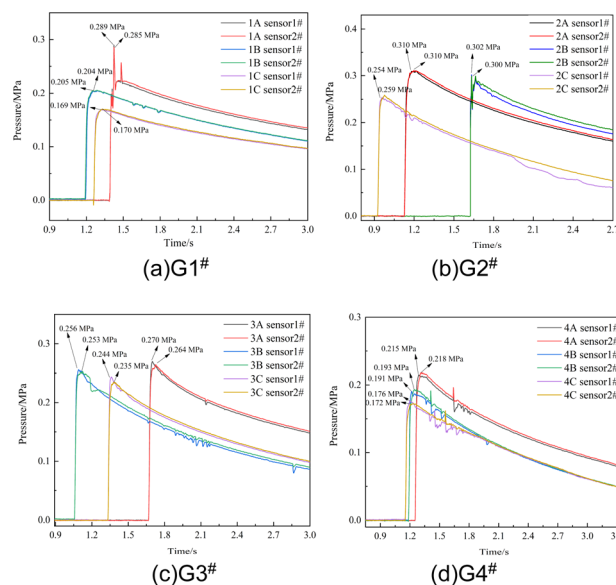 0.289 MPa
0.285 MPa
0.204 MPa
0.205 MPa
0.169 MPa
0.170 MPa
1A sensor1#
1A sensor2#
1B sensor1#
1B sensor2#
1C sensor1#
1C sensor2#
Pressure/MPa
0.3
0.2
0.1
0.0
0.9 1.2 1.5 1.8 2.1 2.4 2.7 3.0
Time/s
(a)G1#
0.310 MPa
0.310 MPa
0.302 MPa
0.300 MPa
0.254 MPa
0.259 MPa
2A sensor1#
2A sensor2#
2B sensor1#
2B sensor2#
2C sensor1#
2C sensor2#
Pressure/MPa
0.4
0.3
0.2
0.1
0.0
0.9 1.2 1.5 1.8 2.1 2.4 2.7
Time/s
(b)G2#
0.256 MPa
0.253 MPa
0.244 MPa
0.235 MPa
0.270 MPa
0.264 MPa
3A sensor1#
3A sensor2#
3B sensor1#
3B sensor2#
3C sensor1#
3C sensor2#
Pressure/MPa
0.3
0.2
0.1
0.0
0.9 1.2 1.5 1.8 2.1 2.4 2.7 3.0
Time/s
(c)G3#
0.215 MPa
0.218 MPa
0.193 MPa
0.191 MPa
0.176 MPa
0.172 MPa
4A sensor1#
4A sensor2#
4B sensor1#
4B sensor2#
4C sensor1#
4C sensor2#
Pressure/MPa
0.3
0.2
0.1
0.0
0.9 1.2 1.5 1.8 2.1 2.4 2.7 3.0
Time/s
(d)G4#